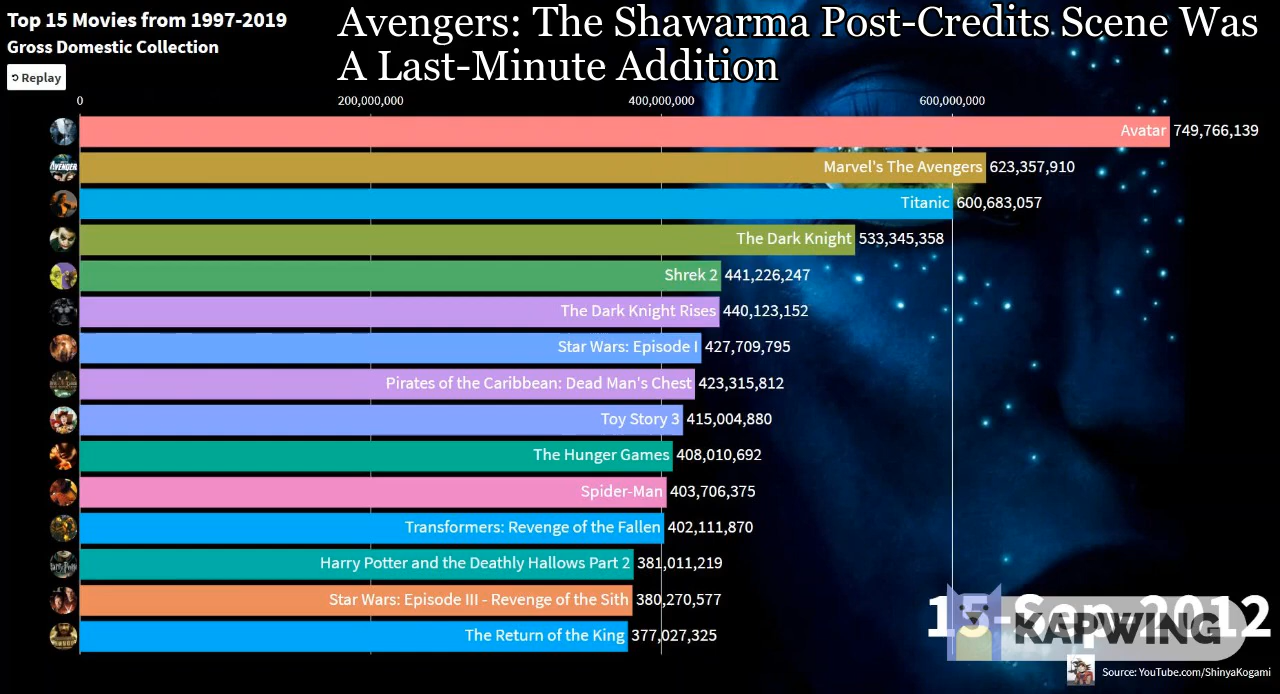 Top 15 Movies from 1997-2019
Gross Domestic Collection
Replay
Avengers: The Shawarma Post-Credits Scene Was
A Last-Minute Addition
0 200,000,000 400,000,000 600,000,000
Avatar 749,766,139
Marvel's The Avengers 623,357,910
Titanic 600,683,057
The Dark Knight 533,345,358
Shrek 2 441,226,247
The Dark Knight Rises 440,123,152
Star Wars: Episode I 427,709,795
Pirates of the Caribbean: Dead Man's Chest 423,315,812
Toy Story 3 415,004,880
The Hunger Games 408,010,692
Spider-Man 403,706,375
Transformers: Revenge of the Fallen 402,111,870
Harry Potter and the Deathly Hallows Part 2 381,011,219
Star Wars: Episode III - Revenge of the Sith 380,270,577
The Return of the King 377,027,325
15-Sep-2012
KAPWING
Source: YouTube.com/ShinyaKogami